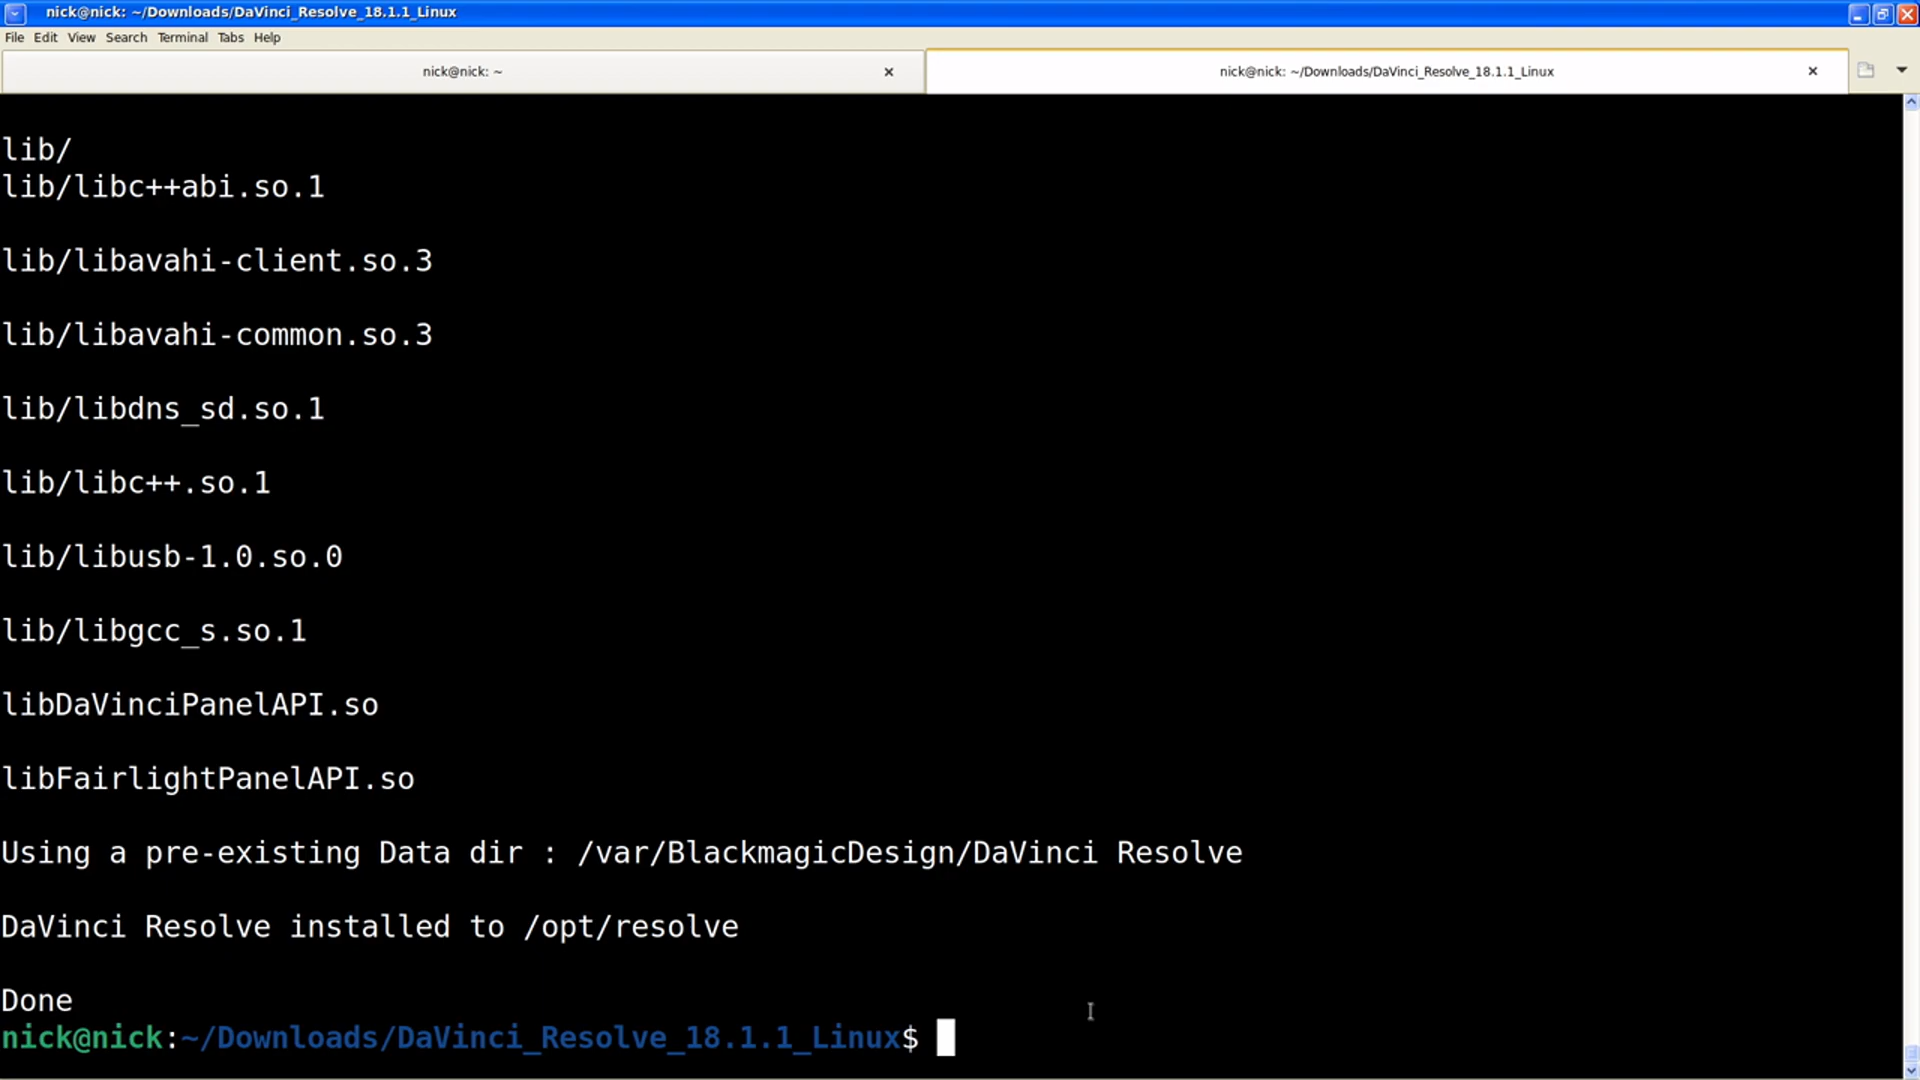 nick@nick: ~/Downloads/DaVinci_Resolve_18.1.1_Linux
File Edit View Search Terminal Tabs Help
nick@nick: ~
nick@nick: ~/Downloads/DaVinci_Resolve_18.1.1_Linux
lib/
lib/libc++abi.so.1
lib/libavahi-client.so.3
lib/libavahi-common.so.3
lib/libdns_sd.so.1
lib/libc++.so.1
lib/libusb-1.0.so.0
lib/libgcc_s.so.1
libDaVinciPanelAPI.so
libFairlightPanelAPI.so
Using a pre-existing Data dir : /var/BlackmagicDesign/DaVinci Resolve
DaVinci Resolve installed to /opt/resolve
Done
nick@nick:~/Downloads/DaVinci_Resolve_18.1.1_Linux$